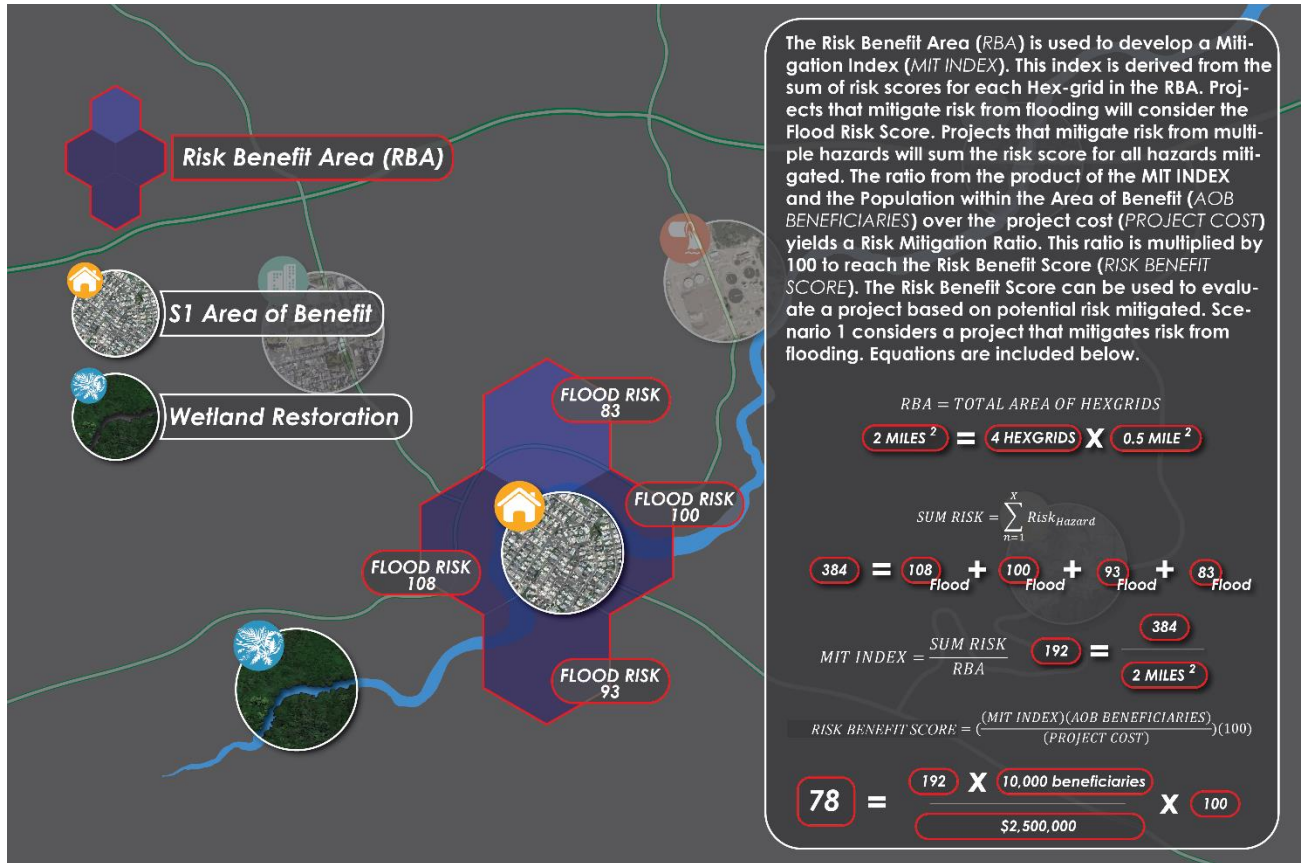 Risk Benefit Area (RBA)
S1 Area of Benefit
Wetland Restoration
FLOOD RISK
83
FLOOD RISK
100
FLOOD RISK
108
FLOOD RISK
93
The Risk Benefit Area (RBA) is used to develop a Miti-
gation Index (MIT INDEX). This index is derived from the
sum of risk scores for each Hex-grid in the RBA. Proj-
ects that mitigate risk from flooding will consider the
Flood Risk Score. Projects that mitigate risk from multi-
ple hazards will sum the risk score for all hazards miti-
gated. The ratio from the product of the MIT INDEX
and the Population within the Area of Benefit (AOB
BENEFICIARIES) over the project cost (PROJECT COST)
yields a Risk Mitigation Ratio. This ratio is multiplied by
100 to reach the Risk Benefit Score (RISK BENEFIT
SCORE). The Risk Benefit Score can be used to evalu-
ate a project based on potential risk mitigated. Sce-
nario 1 considers a project that mitigates risk from
flooding. Equations are included below.
RBA = TOTAL AREA OF HEXGRIDS
2 MILES ² = 4 HEXGRIDS X 0.5 MILE ²
X
SUM RISK = ∑ Risk Hazard
n=1
384 = 108 Flood + 100 Flood + 93 Flood + 83 Flood
MIT INDEX = SUM RISK / RBA
192 = 384 / 2 MILES ²
RISK BENEFIT SCORE = ((MIT INDEX)(AOB BENEFICIARIES) / (PROJECT COST))(100)
78 = 192 X 10,000 beneficiaries / $2,500,000 X 100